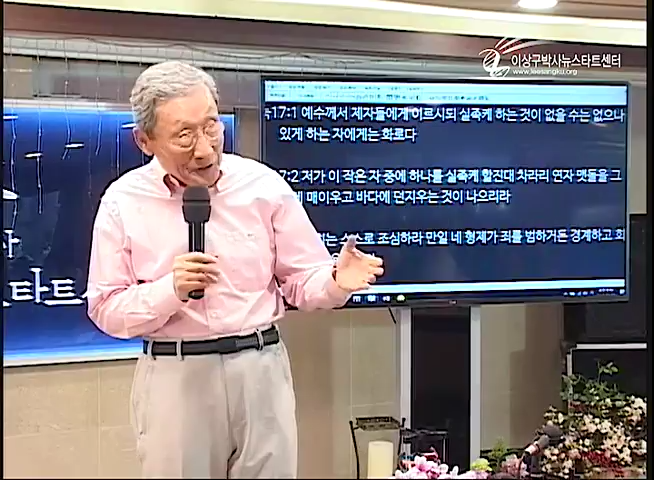 이상구박사뉴스타트센터
www.leesangku.org
17:1 예수께서 제자들에게 이르시되 실족케 하는 것이 없을 수는 없으나
있게 하는 자에게는 화로다
17:2 저가 이 작은 자 중에 하나를 실족케 할진대 차라리 연자 맷돌을 그
매이우고 바다에 던지우는 것이 나으리라
는 스스로 조심하라 만일 네 형제가 죄를 범하거든 경계하고 회
타트